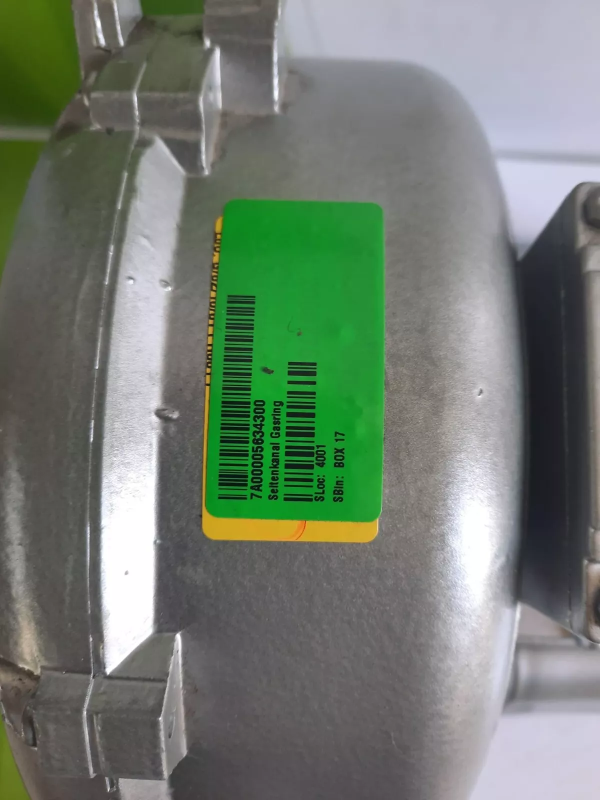 7A00005634300
Seitenkanal Gasring
SLoc: 4001
SBin: BOX 17